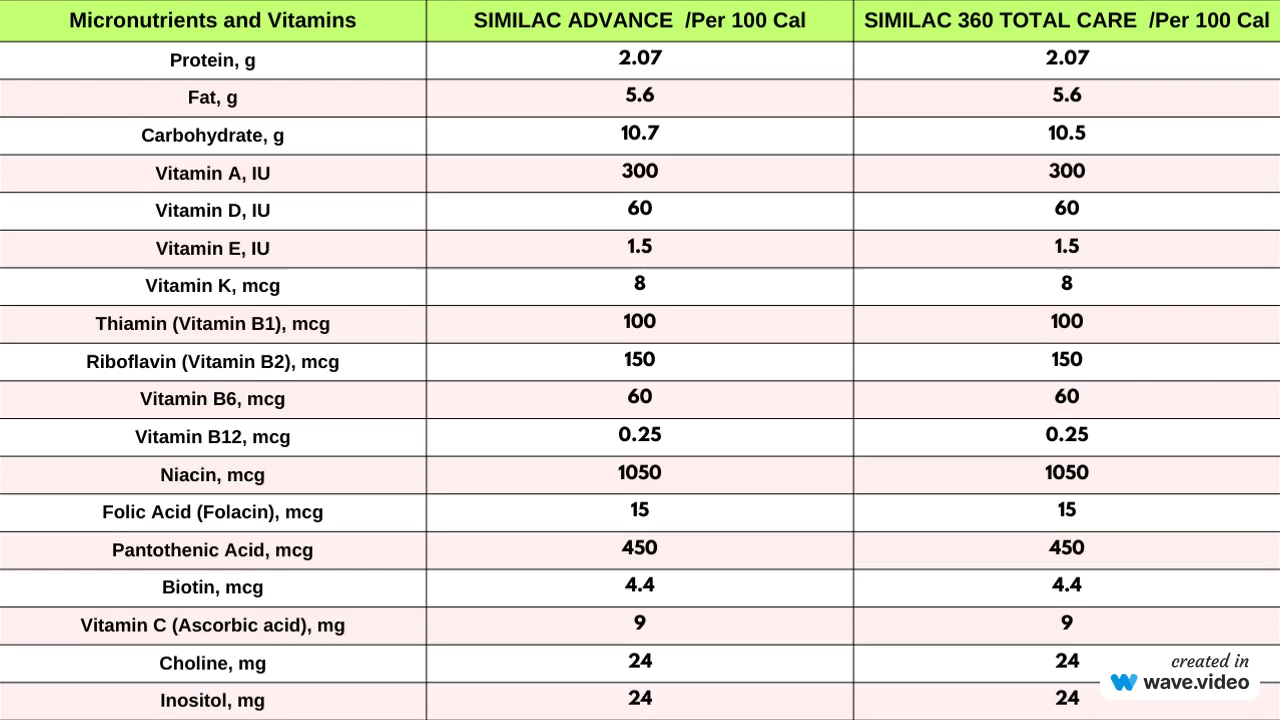 Micronutrients and Vitamins SIMILAC ADVANCE /Per 100 Cal SIMILAC 360 TOTAL CARE /Per 100 Cal
Protein, g 2.07 2.07
Fat, g 5.6 5.6
Carbohydrate, g 10.7 10.5
Vitamin A, IU 300 300
Vitamin D, IU 60 60
Vitamin E, IU 1.5 1.5
Vitamin K, mcg 8 8
Thiamin (Vitamin B1), mcg 100 100
Riboflavin (Vitamin B2), mcg 150 150
Vitamin B6, mcg 60 60
Vitamin B12, mcg 0.25 0.25
Niacin, mcg 1050 1050
Folic Acid (Folacin), mcg 15 15
Pantothenic Acid, mcg 450 450
Biotin, mcg 4.4 4.4
Vitamin C (Ascorbic acid), mg 9 9
Choline, mg 24 24
Inositol, mg 24 24
created in
wave.video